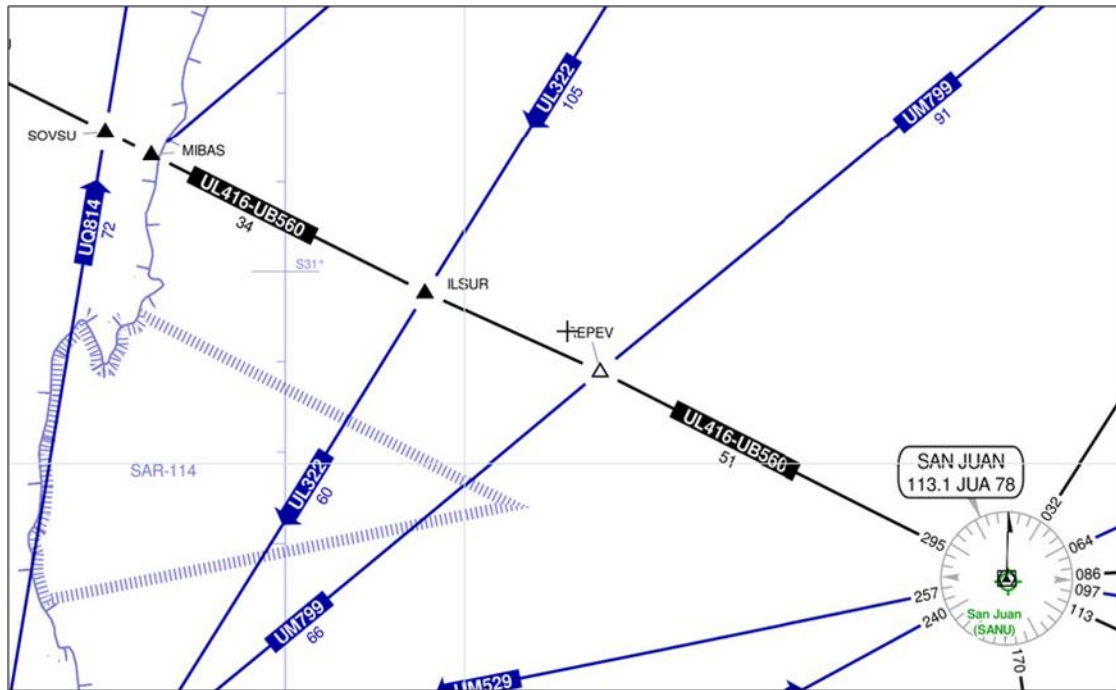 UL322
105
UM799
91
SOVSU
MIBAS
UL416-UB560
34
UQ814
72
S31°
ILSUR
EPEV
UL416-UB560
51
SAR-114
UL322
60
SAN JUAN
113.1 JUA 78
032
295
064
086
097
257
240
113
San Juan
(SANU)
170
UM799
66
UM529